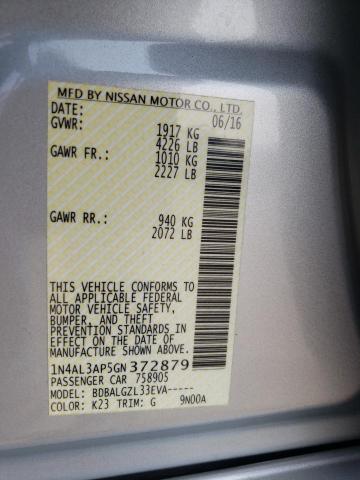 MFD BY NISSAN MOTOR CO., LTD.
DATE: 06/16
GVWR: 1917 KG
4226 LB
GAWR FR.: 1010 KG
2227 LB
GAWR RR.: 940 KG
2072 LB
THIS VEHICLE CONFORMS TO
ALL APPLICABLE FEDERAL
MOTOR VEHICLE SAFETY,
BUMPER, AND THEFT
PREVENTION STANDARDS
IN EFFECT ON THE DATE OF
MANUFACTURE SHOWN ABOVE.
1N4AL3AP5GN372879
PASSENGER CAR 758905
MODEL: BDBALGZL33EVA-----
COLOR: K23 TRIM: G 9N00A